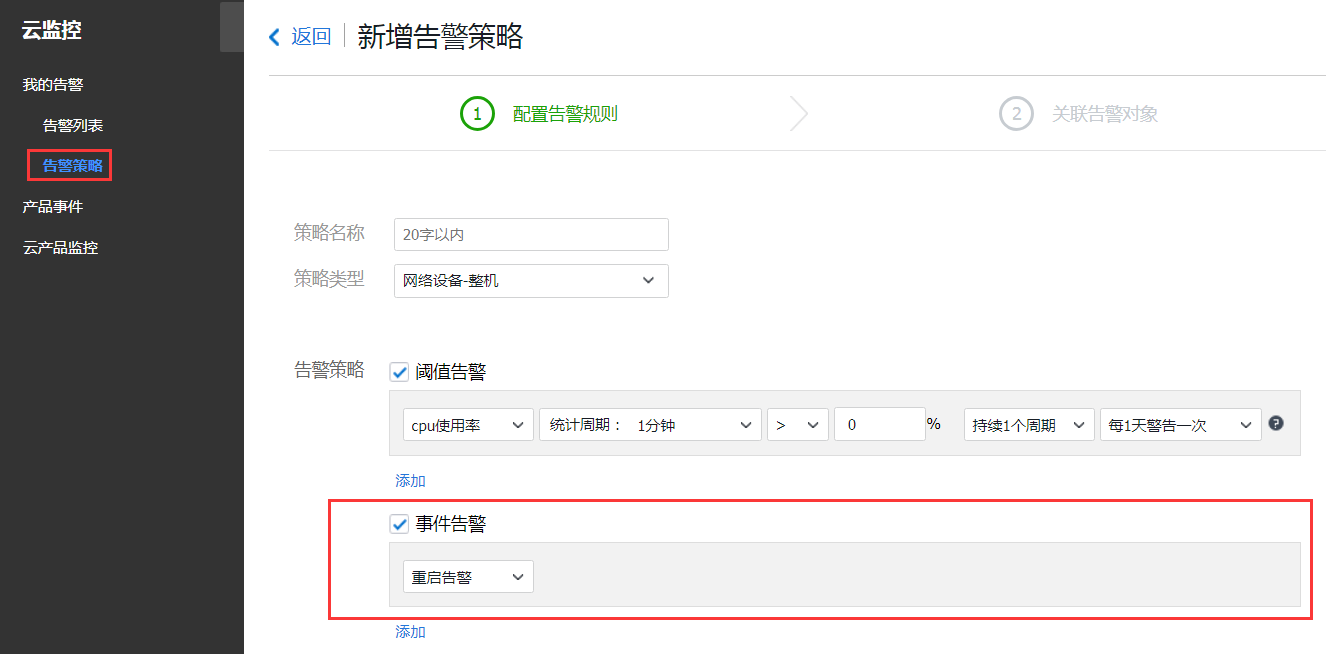 云监控
我的告警
告警列表
告警策略
产品事件
云产品监控
返回 新增告警策略
1 配置告警规则 2 关联告警对象
策略名称 20字以内
策略类型 网络设备-整机
告警策略 阈值告警
cpu使用率 统计周期： 1分钟 > 0 % 持续1个周期 每1天警告一次 ?
添加
事件告警
重启告警
添加